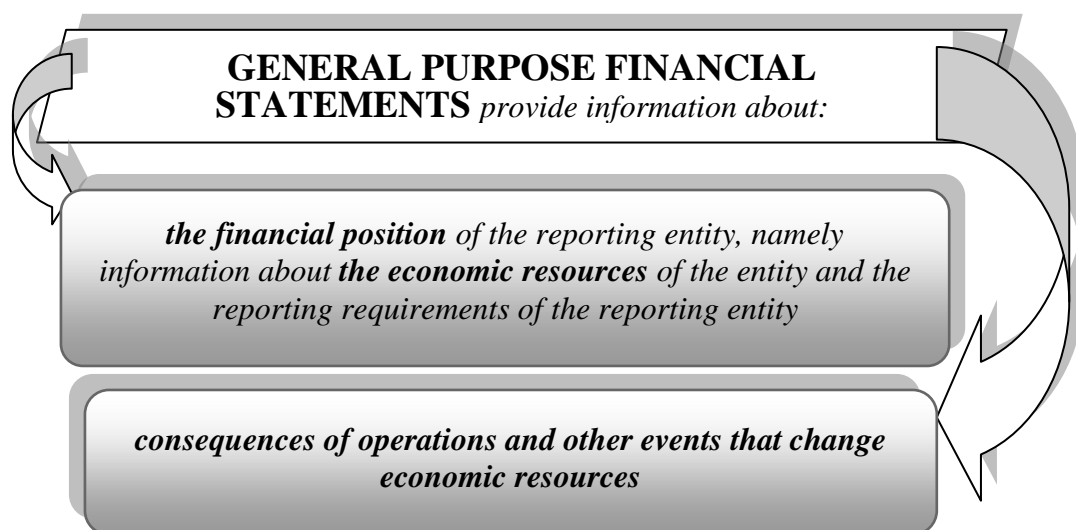 GENERAL PURPOSE FINANCIAL
STATEMENTS provide information about:
the financial position of the reporting entity, namely
information about the economic resources of the entity and the
reporting requirements of the reporting entity
consequences of operations and other events that change
economic resources